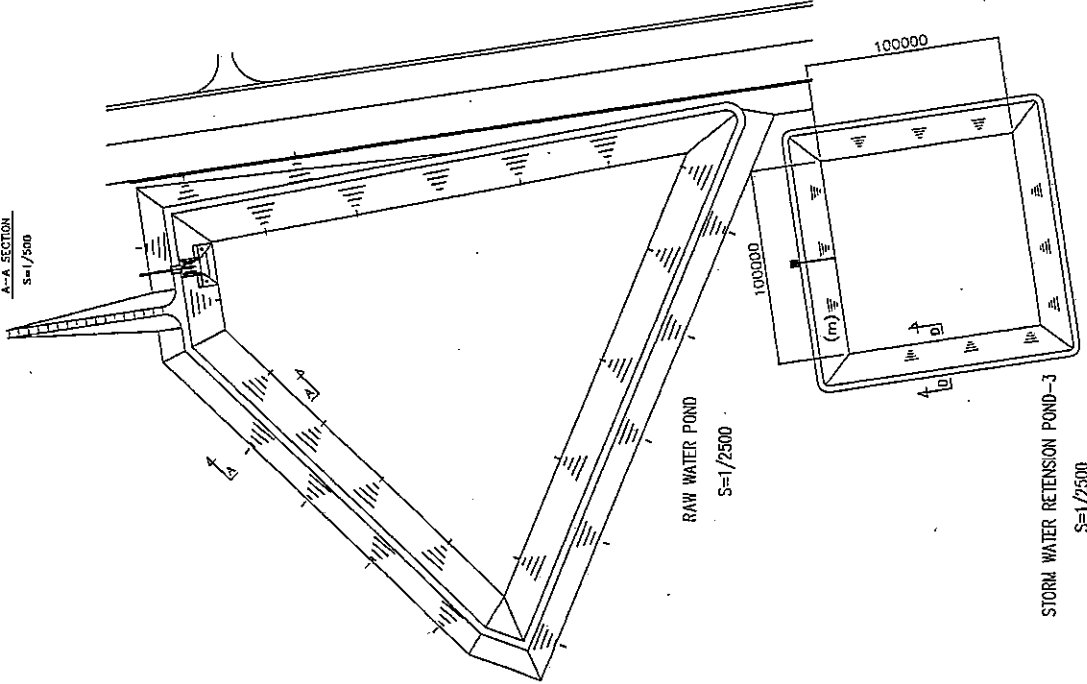 A--A SECTION
S=1/500
100000
100000
(m)
A
A
D
D
RAW WATER POND
S=1/2500
STORM WATER RETENSION POND-3
S=1/2500